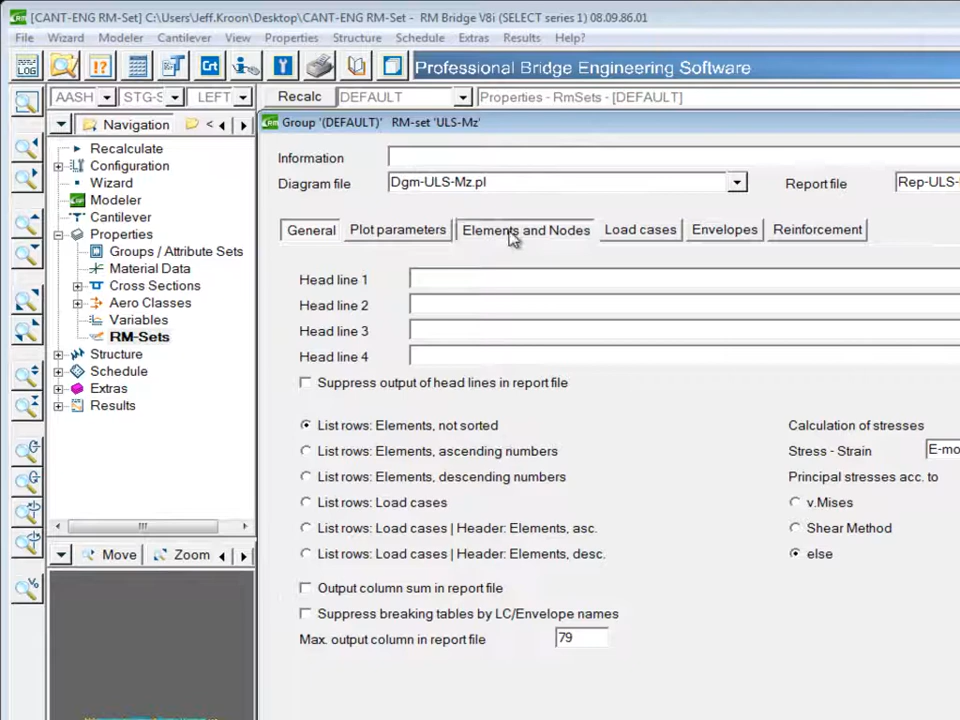 [CANT-ENG RM-Set] C:\Users\Jeff.Kroon\Desktop\CANT-ENG RM-Set - RM Bridge V8i (SELECT series 1) 08.09.86.01
File Wizard Modeler Cantilever View Properties Structure Schedule Extras Results Help?
LOG Crt Professional Bridge Engineering Software
AASH STG-S LEFT Recalc DEFAULT Properties - RmSets - [DEFAULT]
Navigation <
Group '(DEFAULT)' RM-set 'ULS-Mz'
Recalculate
Configuration
Wizard
Modeler
Cantilever
Properties
Groups / Attribute Sets
Material Data
Cross Sections
Aero Classes
Variables
RM-Sets
Structure
Schedule
Extras
Results
Move Zoom
Information
Diagram file Dgm-ULS-Mz.pl Report file Rep-ULS-
General Plot parameters Elements and Nodes Load cases Envelopes Reinforcement
Head line 1
Head line 2
Head line 3
Head line 4
Suppress output of head lines in report file
List rows: Elements, not sorted
List rows: Elements, ascending numbers
List rows: Elements, descending numbers
List rows: Load cases
List rows: Load cases | Header: Elements, asc.
List rows: Load cases | Header: Elements, desc.
Output column sum in report file
Suppress breaking tables by LC/Envelope names
Max. output column in report file 79
Calculation of stresses
Stress - Strain E-mo
Principal stresses acc. to
v.Mises
Shear Method
else